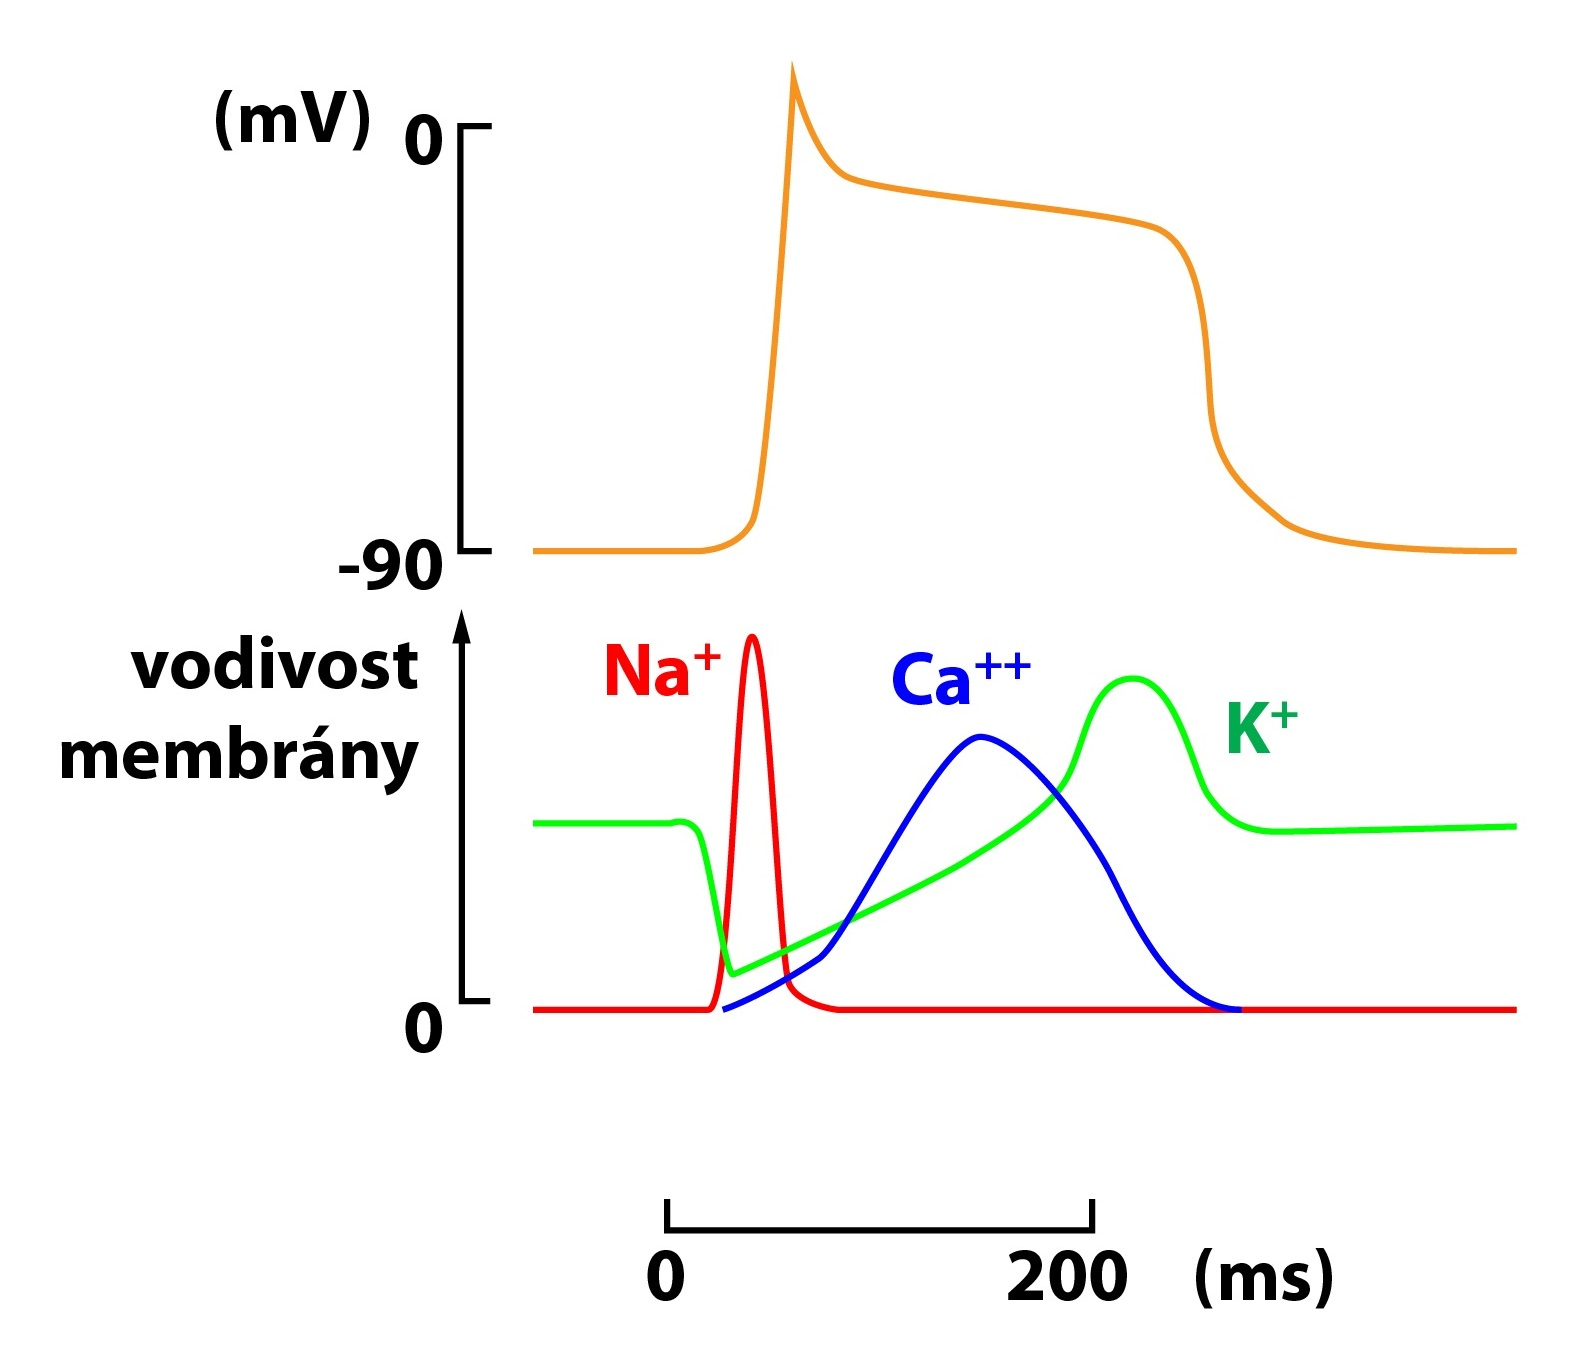 (mV) 0
-90
vodivost
membrány
Na⁺
Ca⁺⁺
K⁺
0
0 200 (ms)